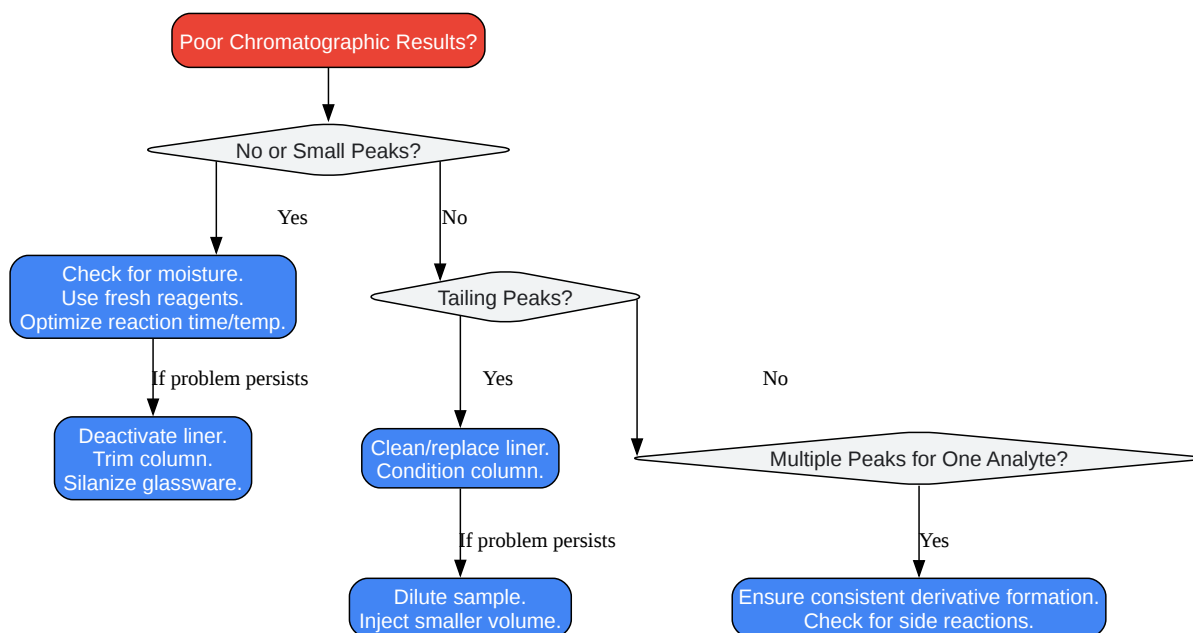 Poor Chromatographic Results?
No or Small Peaks?
Yes
No
Check for moisture.
Use fresh reagents.
Optimize reaction time/temp.
Tailing Peaks?
If problem persists
Yes
No
Deactivate liner.
Trim column.
Silanize glassware.
Clean/replace liner.
Condition column.
Multiple Peaks for One Analyte?
If problem persists
Yes
Dilute sample.
Inject smaller volume.
Ensure consistent derivative formation.
Check for side reactions.